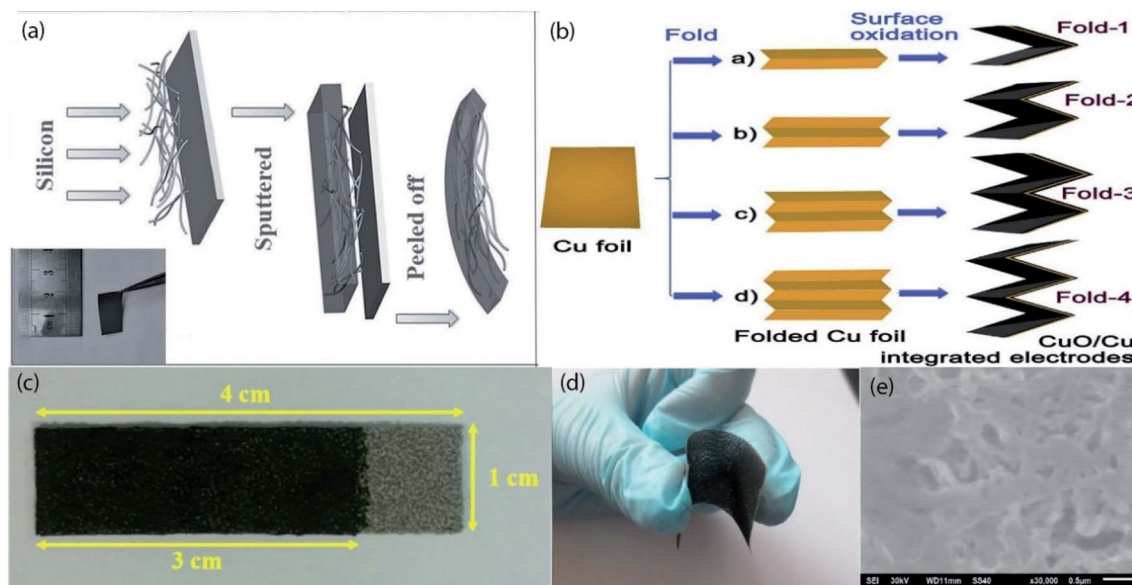 (a)
Silicon
Sputtered
Peeled off
(b)
Fold
Surface
oxidation
Cu foil
a)
b)
c)
d)
Folded Cu foil
Fold-1
Fold-2
Fold-3
Fold-4
CuO/Cu
integrated electrodes
(c)
4 cm
1 cm
3 cm
(d)
(e)
SEI 30kV WD11mm SS40 x30,000 0.5µm